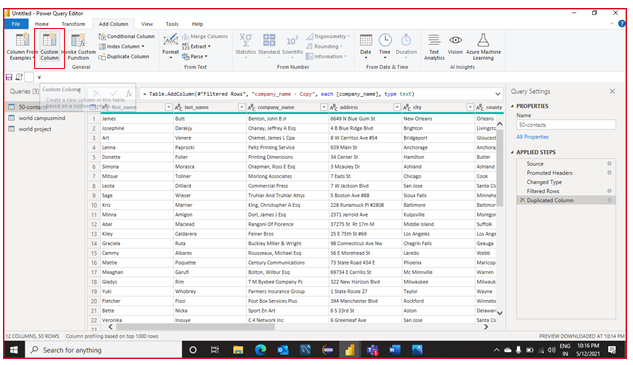 Untitled - Power Query Editor
File Home Transform Add Column View Tools Help
Column From Examples Custom Column Invoke Custom Function
Conditional Column
Index Column
Duplicate Column
General
Format
Merge Columns
Extract
Parse
From Text
Statistics Standard Scientific
10²
Trigonometry
Rounding
Information
From Number
Date Time Duration
From Date & Time
Text Analytics Vision Azure Machine Learning
AI Insights
Queries [3]
Custom Column
Create a new column in this table, based on a custom
50-contacts
world campusmind
world project
= Table.AddColumn(#"Filtered Rows", "company_name - Copy", each [company_name], type text)
first_name last_name company_name address city county
1 James Butt Benton, John B Jr 6649 N Blue Gum St New Orleans Orleans
2 Josephine Darakjy Chanay, Jeffrey A Esq 4 B Blue Ridge Blvd Brighton Livingsto
3 Art Venere Chemel, James L Cpa 8 W Cerritos Ave #54 Bridgeport
4 Lenna Paprocki Feltz Printing Service 639 Main St Anchorage Anchorag
5 Donette Foller Printing Dimensions 34 Center St Hamilton Butler
6 Simona Morasca Chapman, Ross E Esq 3 Mcauley Dr Ashland Ashland
7 Mitsue Tollner Morlong Associates 7 Eads St Chicago Cook
8 Leota Dilliard Commercial Press 7 W Jackson Blvd San Jose Santa Cl
9 Sage Wieser Truhlar And Truhlar Attys 5 Boston Ave #88 Sioux Falls Minneha
10 Kris Marrier King, Christopher A Esq 228 Runamuck Pl #2808 Baltimore Baltimor
11 Minna Amigon Dorl, James J Esq 2371 Jerrold Ave Kulpsville Montgo
12 Abel Maclead Rangoni Of Florence 37275 St Rt 17m M Middle Island Suffolk
13 Kiley Caldarera Feiner Bros 25 E 75th St #69 Los Angeles Los Ange
14 Graciela Ruta Buckley Miller & Wright 98 Connecticut Ave Nw Chagrin Falls Geauga
15 Cammy Albares Rousseaux, Michael Esq 56 E Morehead St Laredo Webb
16 Mattie Poquette Century Communications 73 State Road 434 E Phoenix Maricop
17 Meaghan Garufi Bolton, Wilbur Esq 69734 E Carrillo St Mc Minnville Warren
18 Gladys Rim T M Byxbee Company Pc 322 New Horizon Blvd Milwaukee Milwauk
19 Yuki Whobrey Farmers Insurance Group 1 State Route 27 Taylor Wayne
20 Fletcher Flosi Post Box Services Plus 394 Manchester Blvd Rockford Winneba
21 Bette Nicka Sport En Art 6 S 33rd St Aston Delawar
22 Veronika Inouye C 4 Network Inc 6 Greenleaf Ave San Jose Santa Cl
23
Query Settings
PROPERTIES
Name
50-contacts
All Properties
APPLIED STEPS
Source
Promoted Headers
Changed Type
Filtered Rows
Duplicated Column
12 COLUMNS, 50 ROWS Column profiling based on top 1000 rows PREVIEW DOWNLOADED AT 10:14 PM
Type here to search for anything